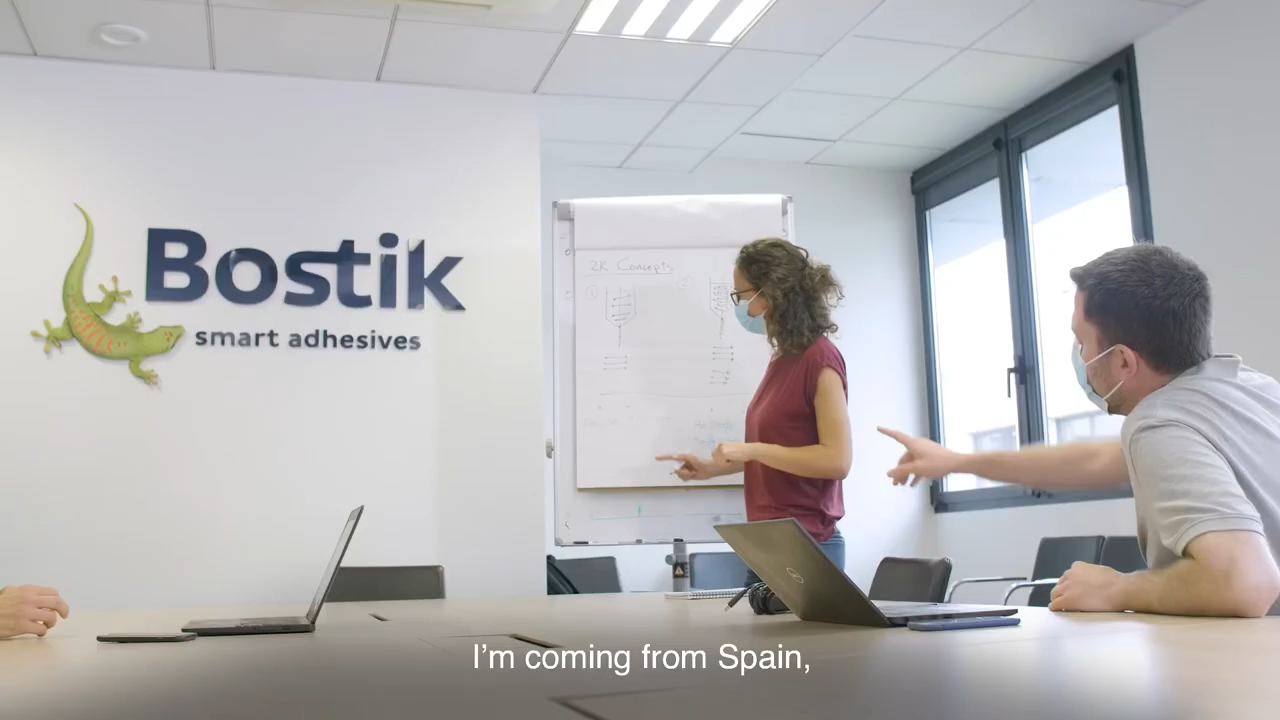 Bostik
smart adhesives
2K Concepts
I'm coming from Spain,